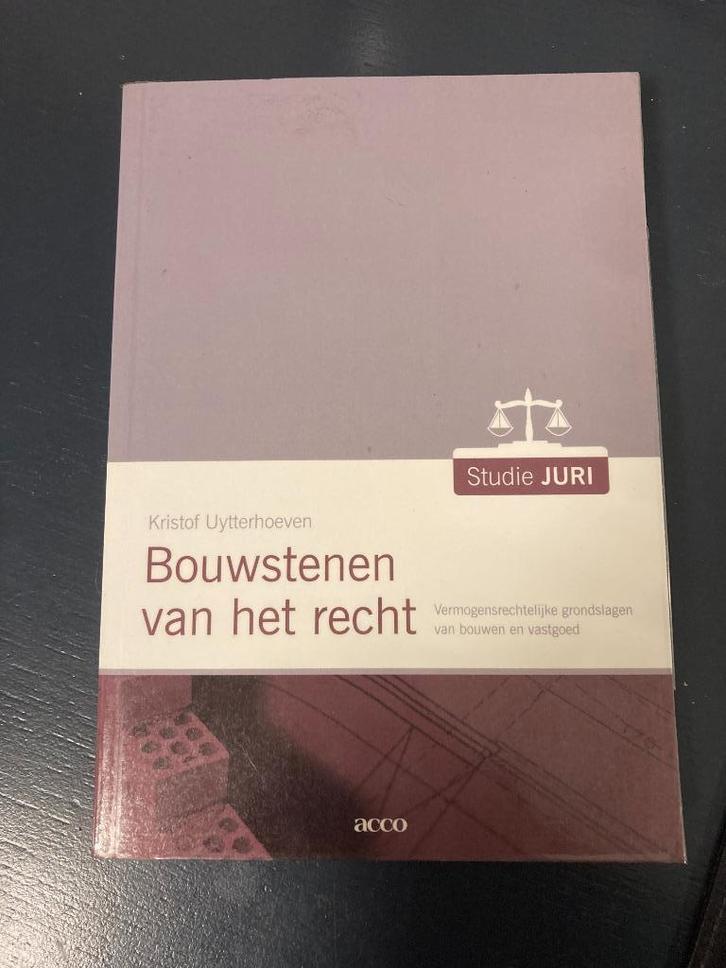 Studie JURI
Kristof Uytterhoeven
Bouwstenen
van het recht
Vermogensrechtelijke grondslagen
van bouwen en vastgoed
acco